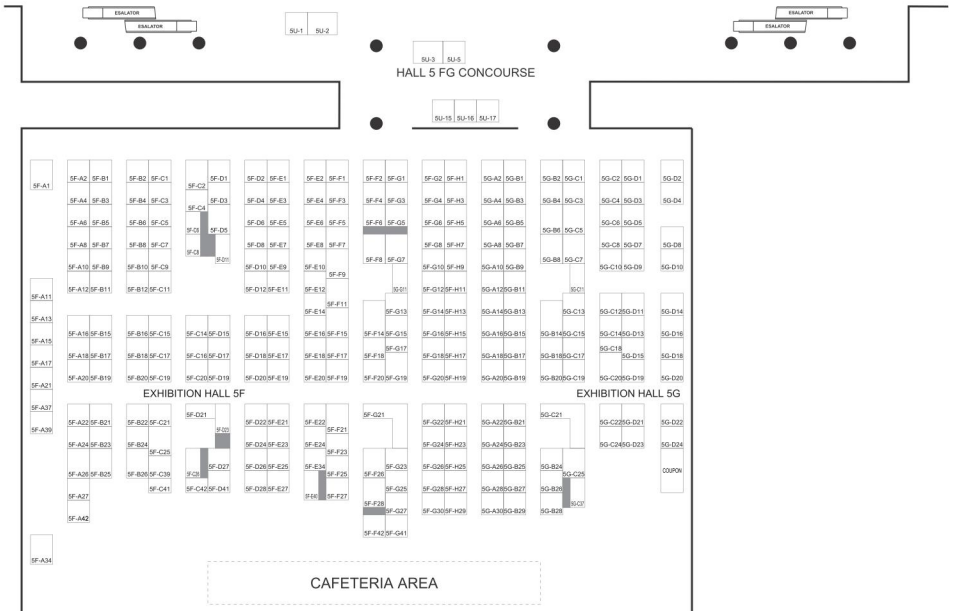 ESALATOR ESALATOR
ESALATOR ESALATOR
5U-1 5U-2
5U-3 5U-5
HALL 5 FG CONCOURSE
5U-15 5U-16 5U-17
5F-A1 5F-A2 5F-B1 5F-B2 5F-C1 5F-C2 5F-D1 5F-D2 5F-E1 5F-E2 5F-F1 5F-F2 5F-G1 5F-G2 5F-H1 5G-A2 5G-B1 5G-B2 5G-C1 5G-C2 5G-D1 5G-D2
5F-A4 5F-B3 5F-B4 5F-C3 5F-C4 5F-D3 5F-D4 5F-E3 5F-E4 5F-F3 5F-F4 5F-G3 5F-G4 5F-H3 5G-A4 5G-B3 5G-B4 5G-C3 5G-C4 5G-D3 5G-D4
5F-A6 5F-B5 5F-B6 5F-C5 5F-C6 5F-D5 5F-D6 5F-E5 5F-E6 5F-F5 5F-F6 5F-G5 5F-G6 5F-H5 5G-A6 5G-B5 5G-B6 5G-C5 5G-C6 5G-D5
5F-A8 5F-B7 5F-B8 5F-C7 5F-C8 5F-D11 5F-D8 5F-E7 5F-E8 5F-F7 5F-F8 5F-G7 5F-G8 5F-H7 5G-A8 5G-B7 5G-B8 5G-C7 5G-C8 5G-D7 5G-D8
5F-A10 5F-B9 5F-B10 5F-C9 5F-D10 5F-E9 5F-E10 5F-F9 5F-G10 5F-H9 5G-A10 5G-B9 5G-C10 5G-D9 5G-D10
5F-A11 5F-A12 5F-B11 5F-B12 5F-C11 5F-D12 5F-E11 5F-E12 5F-F11 5F-G11 5F-G12 5F-H11 5G-A12 5G-B11 5G-C11
5F-A13 5F-E14 5F-G13 5F-G14 5F-H13 5G-A14 5G-B13 5G-C13 5G-C12 5G-D11 5G-D14
5F-A15 5F-A16 5F-B15 5F-B16 5F-C15 5F-C14 5F-D15 5F-D16 5F-E15 5F-E16 5F-F15 5F-F14 5F-G15 5F-G16 5F-H15 5G-A16 5G-B15 5G-B14 5G-C15 5G-C14 5G-D13 5G-D16
5F-A17 5F-A18 5F-B17 5F-B18 5F-C17 5F-C16 5F-D17 5F-D18 5F-E17 5F-E18 5F-F17 5F-F18 5F-G17 5F-G18 5F-H17 5G-A18 5G-B17 5G-B18 5G-C17 5G-C18 5G-D15 5G-D18
5F-A21 5F-A20 5F-B19 5F-B20 5F-C19 5F-C20 5F-D19 5F-D20 5F-E19 5F-E20 5F-F19 5F-F20 5F-G19 5F-G20 5F-H19 5G-A20 5G-B19 5G-B20 5G-C19 5G-C20 5G-D19 5G-D20
EXHIBITION HALL 5F EXHIBITION HALL 5G
5F-A37 5F-A22 5F-B21 5F-B22 5F-C21 5F-D21 5F-D22 5F-E21 5F-E22 5F-F21 5F-G21 5F-G22 5F-H21 5G-A22 5G-B21 5G-C21 5G-C22 5G-D21 5G-D22
5F-A39 5F-A24 5F-B23 5F-B24 5F-C25 5F-D23 5F-D24 5F-E23 5F-E24 5F-F23 5F-G24 5F-H23 5G-A24 5G-B23 5G-C24 5G-D23 5G-D24
5F-A26 5F-B25 5F-B26 5F-C39 5F-D27 5F-D26 5F-E25 5F-E34 5F-F25 5F-F26 5F-G23 5F-G26 5F-H25 5G-A26 5G-B25 5G-B24 5G-C25 COUPON
5F-A27 5F-C41 5F-C42 5F-D41 5F-D28 5F-E27 5F-E40 5F-F27 5F-G25 5F-G28 5F-H27 5G-A28 5G-B27 5G-B26
5F-A42 5F-F28 5F-G27 5F-G30 5F-H29 5G-A30 5G-B29 5G-B28 5G-C37
5F-F42 5F-G41
5F-A34
CAFETERIA AREA